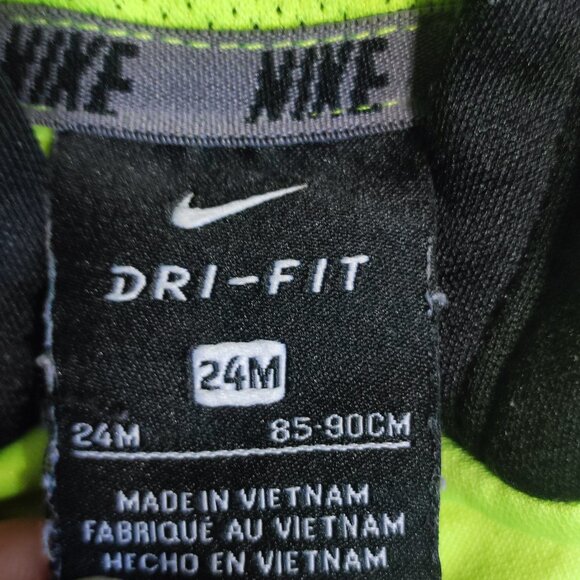 NIKE NIKE
DRI-FIT
24M
24M 85-90CM
MADE IN VIETNAM
FABRIQUÉ AU VIETNAM
HECHO EN VIETNAM